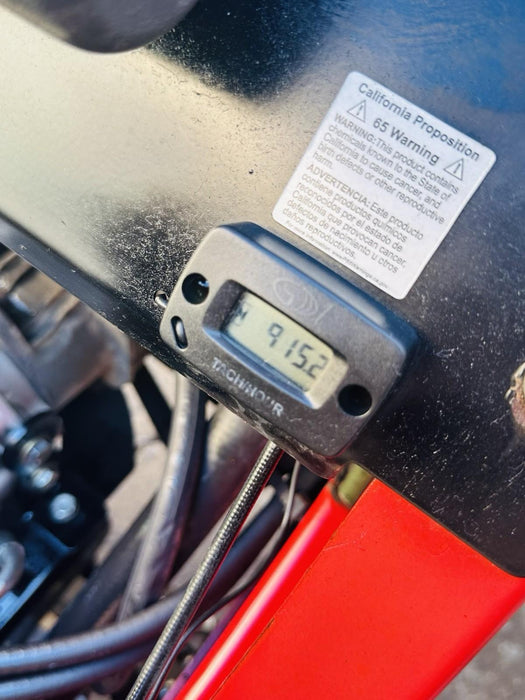 California Proposition
65 Warning
WARNING: This product contains
chemicals known to the State of
California to cause cancer, and
birth defects or other reproductive
harm.
ADVERTENCIA: Este producto
contiene productos químicos
reconocidos por el estado de
California que provocan cancer,
defectos de nacimiento u otros
daños reproductivos.
915.2
TACH/HOUR